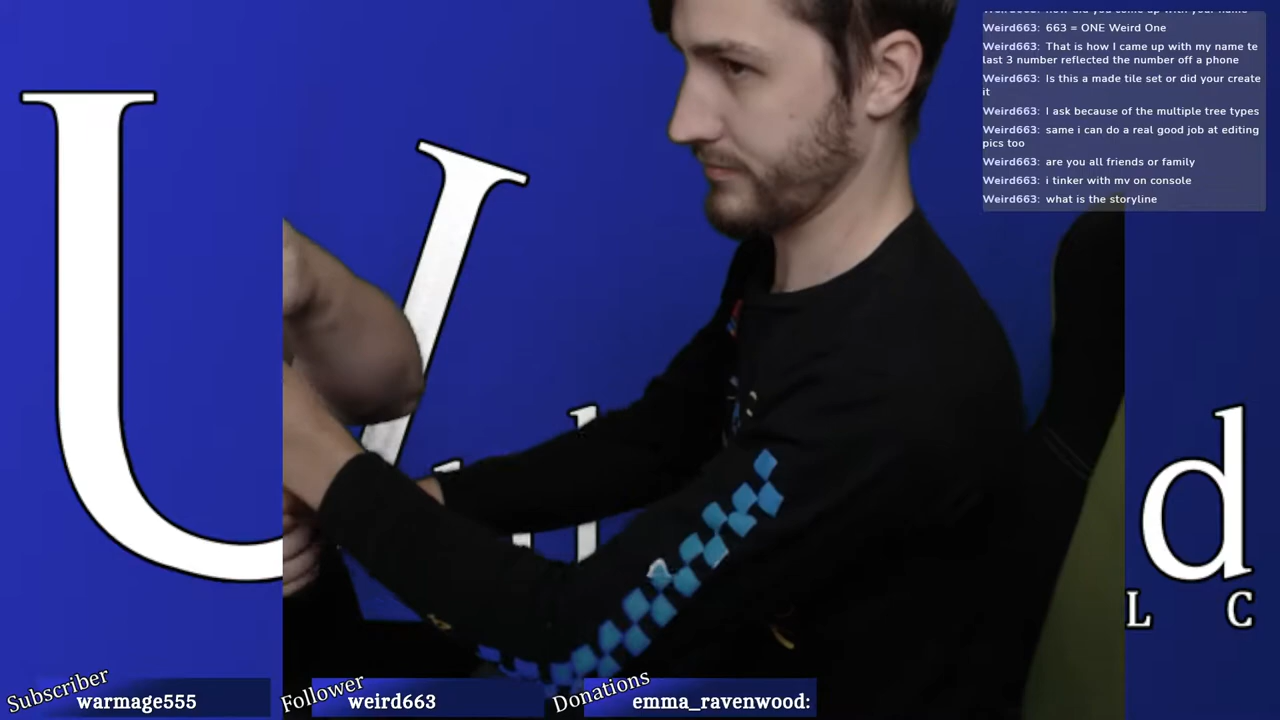 Weird663: 663 = ONE Weird One
Weird663: That is how I came up with my name te
last 3 number reflected the number off a phone
Weird663: Is this a made tile set or did your create
it
Weird663: I ask because of the multiple tree types
Weird663: same i can do a real good job at editing
pics too
Weird663: are you all friends or family
Weird663: i tinker with mv on console
Weird663: what is the storyline
U
d
L C
Subscriber
warmage555
Follower
weird663
Donations
emma_ravenwood: